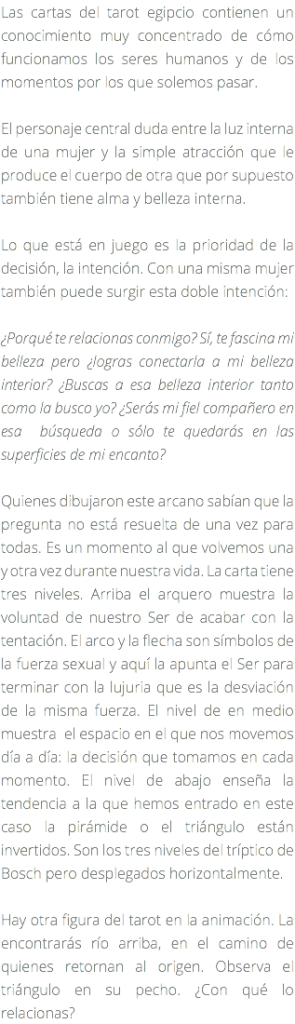 Las cartas del tarot egipcio contienen un
conocimiento muy concentrado de cómo
funcionamos los seres humanos y de los
momentos por los que solemos pasar.

El personaje central duda entre la luz interna
de una mujer y la simple atracción que le
produce el cuerpo de otra que por supuesto
también tiene alma y belleza interna.

Lo que está en juego es la prioridad de la
decisión, la intención. Con una misma mujer
también puede surgir esta doble intención:

¿Porqué te relacionas conmigo? Sí, te fascina mi
belleza pero ¿logras conectarla a mi belleza
interior? ¿Buscas a esa belleza interior tanto
como la busco yo? ¿Serás mi fiel compañero en
esa búsqueda o sólo te quedarás en las
superficies de mi encanto?

Quienes dibujaron este arcano sabían que la
pregunta no está resuelta de una vez para
todas. Es un momento al que volvemos una
y otra vez durante nuestra vida. La carta tiene
tres niveles. Arriba el arquero muestra la
voluntad de nuestro Ser de acabar con la
tentación. El arco y la flecha son símbolos de
la fuerza sexual y aquí la apunta el Ser para
terminar con la lujuria que es la desviación
de la misma fuerza. El nivel de en medio
muestra el espacio en el que nos movemos
día a día: la decisión que tomamos en cada
momento. El nivel de abajo enseña la
tendencia a la que hemos entrado en este
caso la pirámide o el triángulo están
invertidos. Son los tres niveles del tríptico de
Bosch pero desplegados horizontalmente.

Hay otra figura del tarot en la animación. La
encontrarás río arriba, en el camino de
quienes retornan al origen. Observa el
triángulo en su pecho. ¿Con qué lo
relacionas?